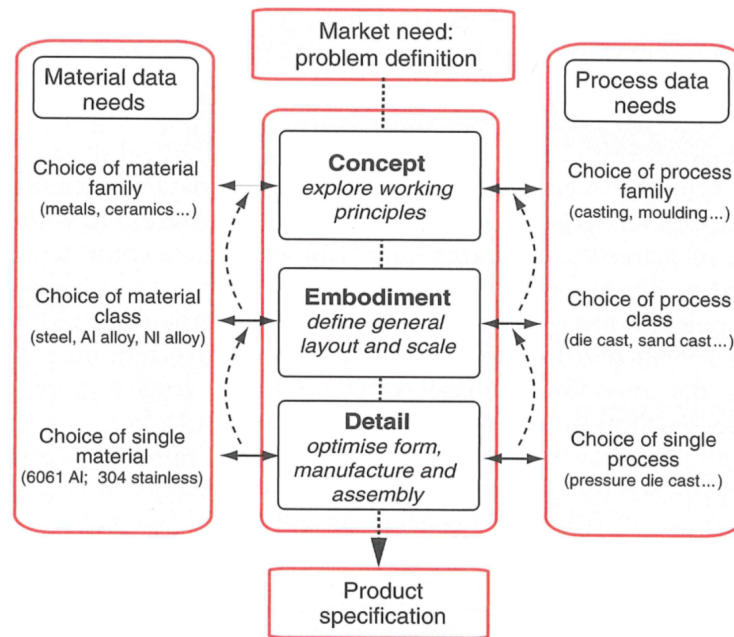 Market need:
problem definition
Material data
needs
Choice of material
family
(metals, ceramics...)
Choice of material
class
(steel, Al alloy, NI alloy)
Choice of single
material
(6061 Al; 304 stainless)
Concept
explore working
principles
Embodiment
define general
layout and scale
Detail
optimise form,
manufacture and
assembly
Process data
needs
Choice of process
family
(casting, moulding...)
Choice of process
class
(die cast, sand cast...)
Choice of single
process
(pressure die cast...)
Product
specification